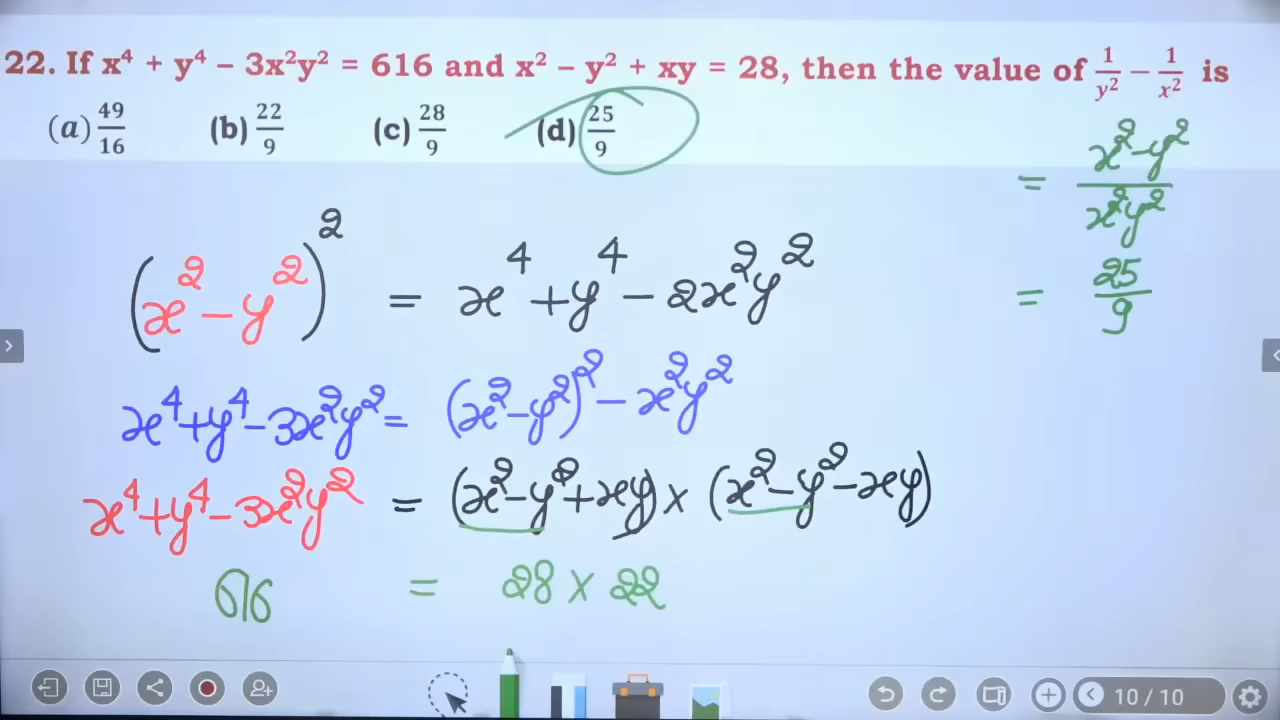 22. If x⁴ + y⁴ – 3x²y² = 616 and x² – y² + xy = 28, then the value of 1/y² – 1/x² is
(a) 49/16 (b) 22/9 (c) 28/9 (d) 25/9
= (x²-y²)/(x²y²)
(x² - y²)² = x⁴ + y⁴ - 2x²y²
= 25/9
x⁴+y⁴-3x²y² = (x²-y²)² - x²y²
x⁴+y⁴-3x²y² = (x²-y²+xy) × (x²-y²-xy)
616 = 28 × 22
10 / 10